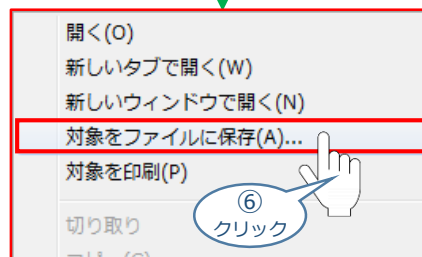 開く(O)
新しいタブで開く(W)
新しいウィンドウで開く(N)
対象をファイルに保存(A)...
対象を印刷(P)
⑥
クリック
切り取り